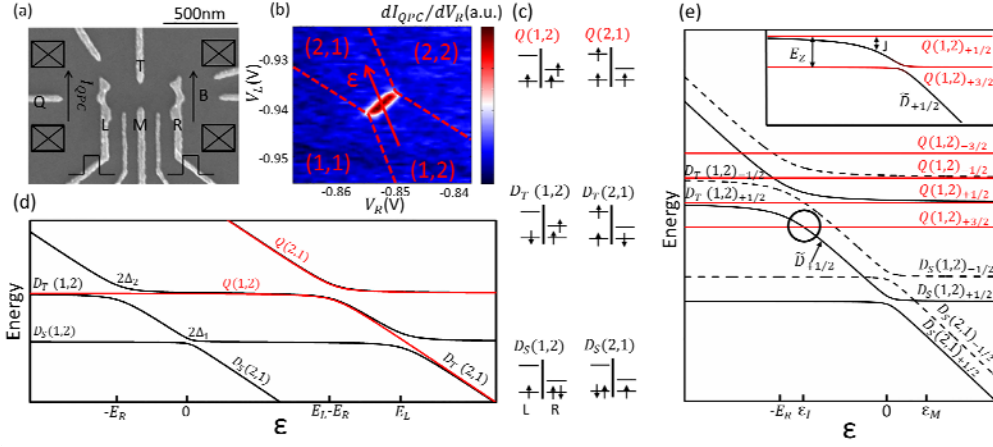 (a)
500nm
T
I_QPC
B
Q
L
M
R
(b)
dI_QPC/dV_R(a.u.)
(2,1)
(2,2)
ε
(1,1)
(1,2)
V_L(V)
-0.93
-0.94
-0.95
-0.86
-0.85
-0.84
V_R(V)
(c)
Q(1,2)
Q(2,1)
D_T(1,2)
D_T(2,1)
D_S(1,2)
D_S(2,1)
L
R
(d)
Energy
Q(2,1)
D_T(1,2)
2Δ_2
Q(1,2)
D_S(1,2)
2Δ_1
D_S(2,1)
D_T(2,1)
-E_R
0
E_L-E_R
E_L
ε
(e)
E_Z
J
Q(1,2)_{+1/2}
Q(1,2)_{+3/2}
D̃_{+1/2}
Q(1,2)_{-3/2}
D_T(1,2)_{-1/2}
Q(1,2)_{-1/2}
D_T(1,2)_{+1/2}
Q(1,2)_{+1/2}
Q(1,2)_{+3/2}
D̃_{+1/2}
D_S(1,2)_{-1/2}
D_S(1,2)_{+1/2}
D_S(2,1)_{-1/2}
D_S(2,1)_{+1/2}
Energy
-E_R
ε_I
0
ε_M
ε